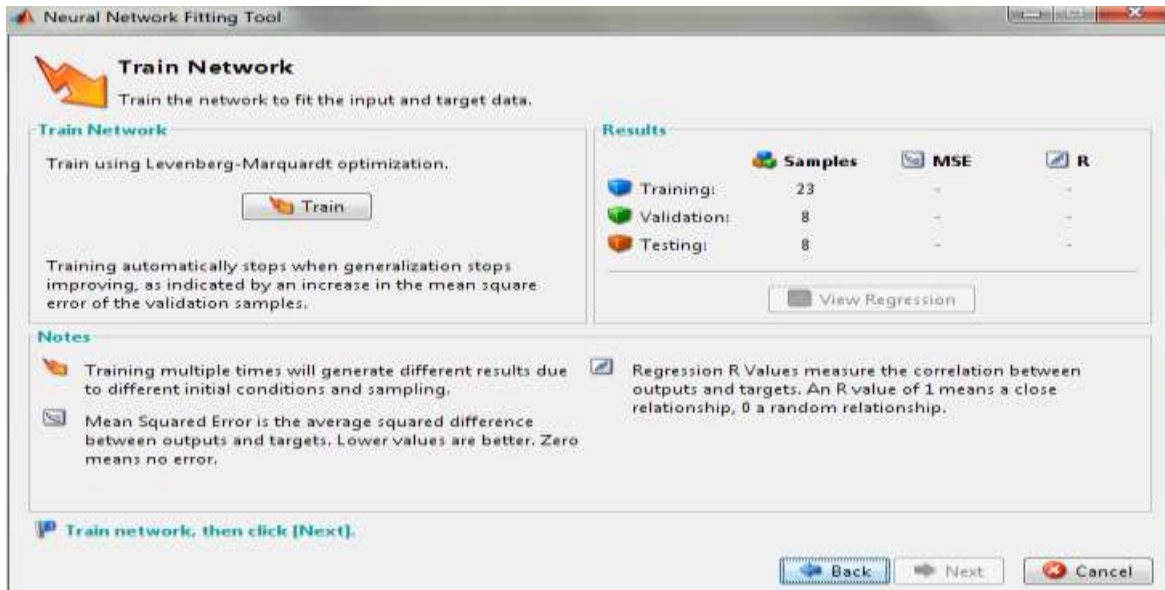 Neural Network Fitting Tool
Train Network
Train the network to fit the input and target data.
Train Network
Train using Levenberg-Marquardt optimization.
Train
Training automatically stops when generalization stops
improving, as indicated by an increase in the mean square
error of the validation samples.
Results
Samples MSE R
Training: 23 - -
Validation: 8 - -
Testing: 8 - -
View Regression
Notes
Training multiple times will generate different results due
to different initial conditions and sampling.
Mean Squared Error is the average squared difference
between outputs and targets. Lower values are better. Zero
means no error.
Regression R Values measure the correlation between
outputs and targets. An R value of 1 means a close
relationship, 0 a random relationship.
Train network, then click [Next].
Back Next Cancel